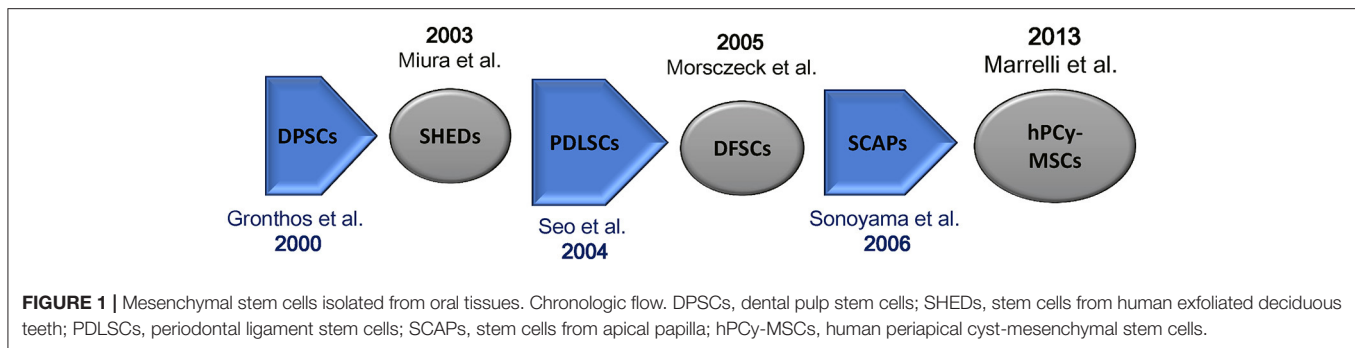 2003
Miura et al.
2005
Morsczeck et al.
2013
Marrelli et al.
DPSCs
SHEDs
PDLSCs
DFSCs
SCAPs
hPCy-
MSCs
Gronthos et al.
2000
Seo et al.
2004
Sonoyama et al.
2006
FIGURE 1 | Mesenchymal stem cells isolated from oral tissues. Chronologic flow. DPSCs, dental pulp stem cells; SHEDs, stem cells from human exfoliated deciduous
teeth; PDLSCs, periodontal ligament stem cells; SCAPs, stem cells from apical papilla; hPCy-MSCs, human periapical cyst-mesenchymal stem cells.